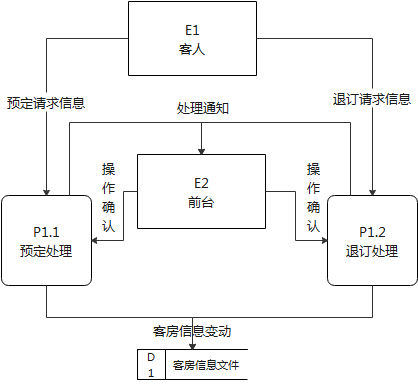 E1
客人
预定请求信息
退订请求信息
处理通知
操作确认
E2
前台
操作确认
P1.1
预定处理
P1.2
退订处理
客房信息变动
D1
客房信息文件